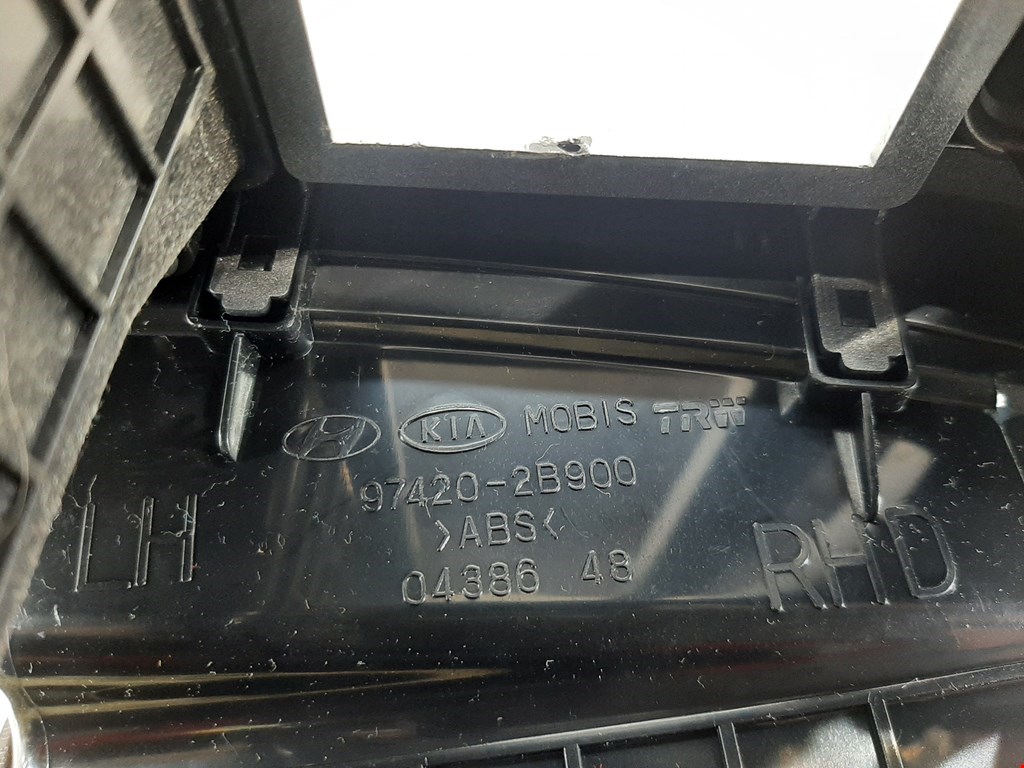 KIA MOBIS TRW
97420-2B900
LH >ABS< RHD
04386 48